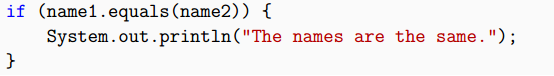 if (name1.equals(name2)) {
    System.out.println("The names are the same.");
}